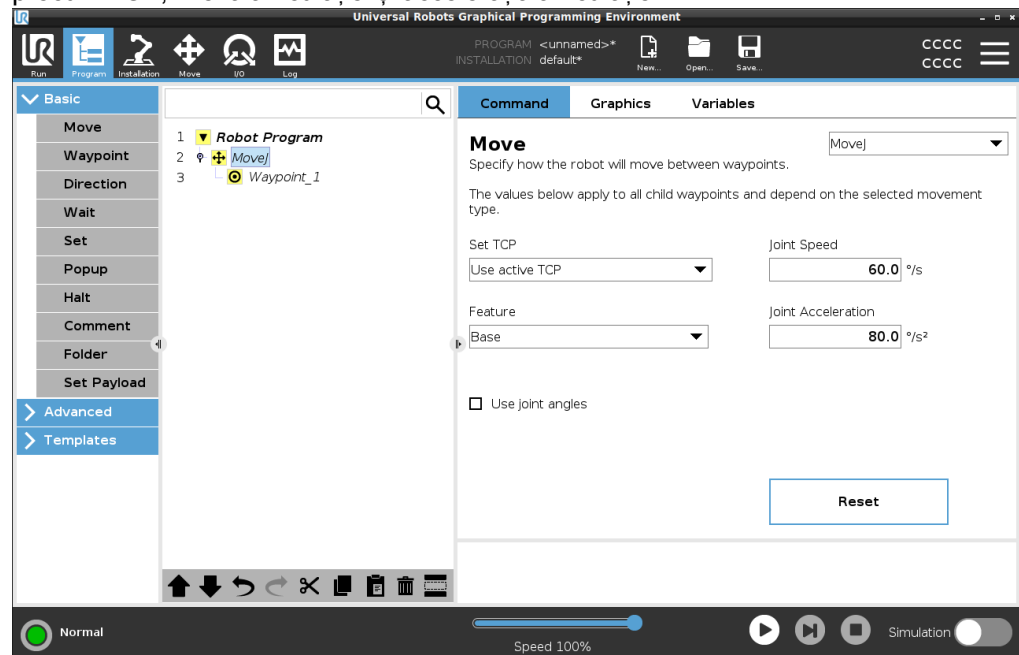 Universal Robots Graphical Programming Environment
UR
PROGRAM <unnamed>*
INSTALLATION default*
Run Program Installation Move I/O Log
New... Open... Save...
CCCC
CCCC
Basic
Move
Waypoint
Direction
Wait
Set
Popup
Halt
Comment
Folder
Set Payload
Advanced
Templates
1 Robot Program
2 MoveJ
3 Waypoint_1
Command Graphics Variables
Move
MoveJ
Specify how the robot will move between waypoints.
The values below apply to all child waypoints and depend on the selected movement
type.
Set TCP
Joint Speed
Use active TCP
60.0 °/s
Feature
Joint Acceleration
Base
80.0 °/s²
Use joint angles
Reset
Normal
Speed 100%
Simulation